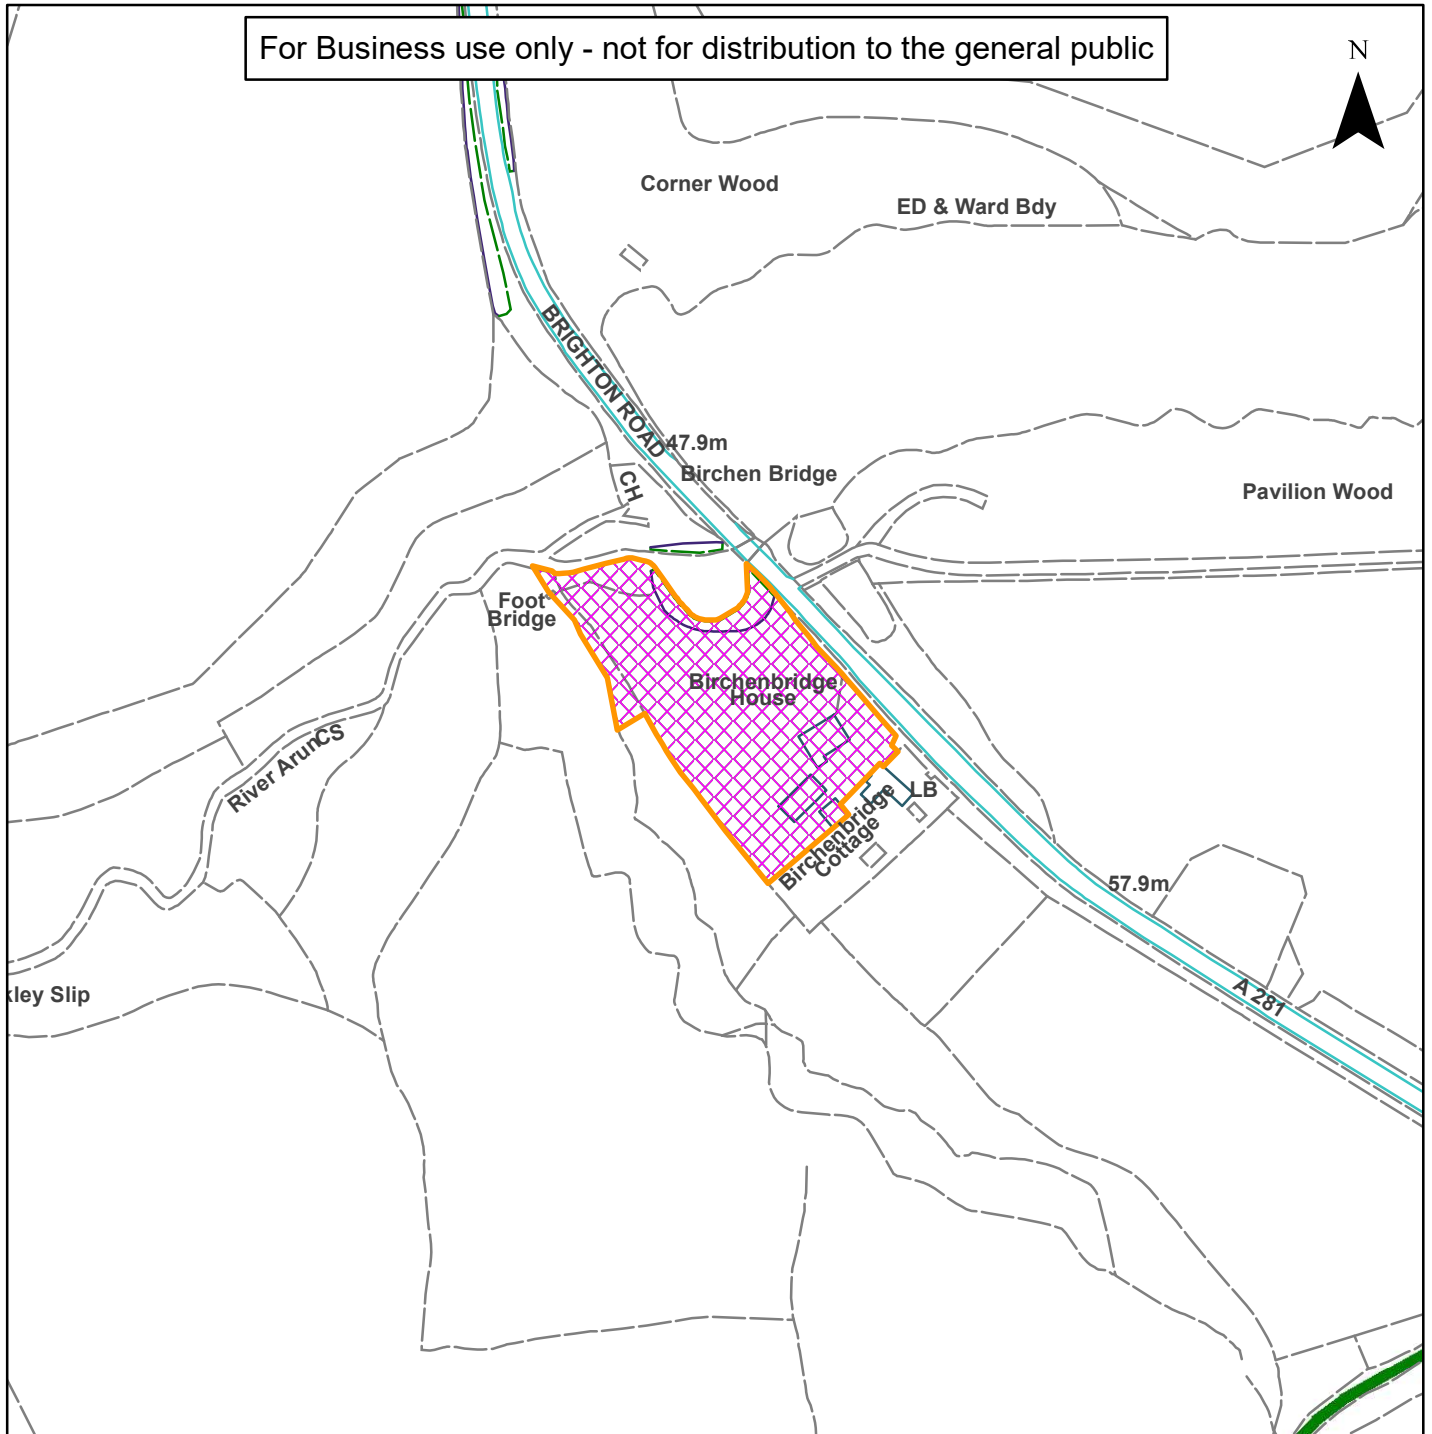 For Business use only - not for distribution to the general public
N
Corner Wood
ED & Ward Bdy
BRIGHTON ROAD
47.9m
Birchen Bridge
CH
Pavilion Wood
Foot
Bridge
Birchenbridge
House
River Arun
CS
LB
Birchenbridge
Cottage
57.9m
kley Slip
A 281